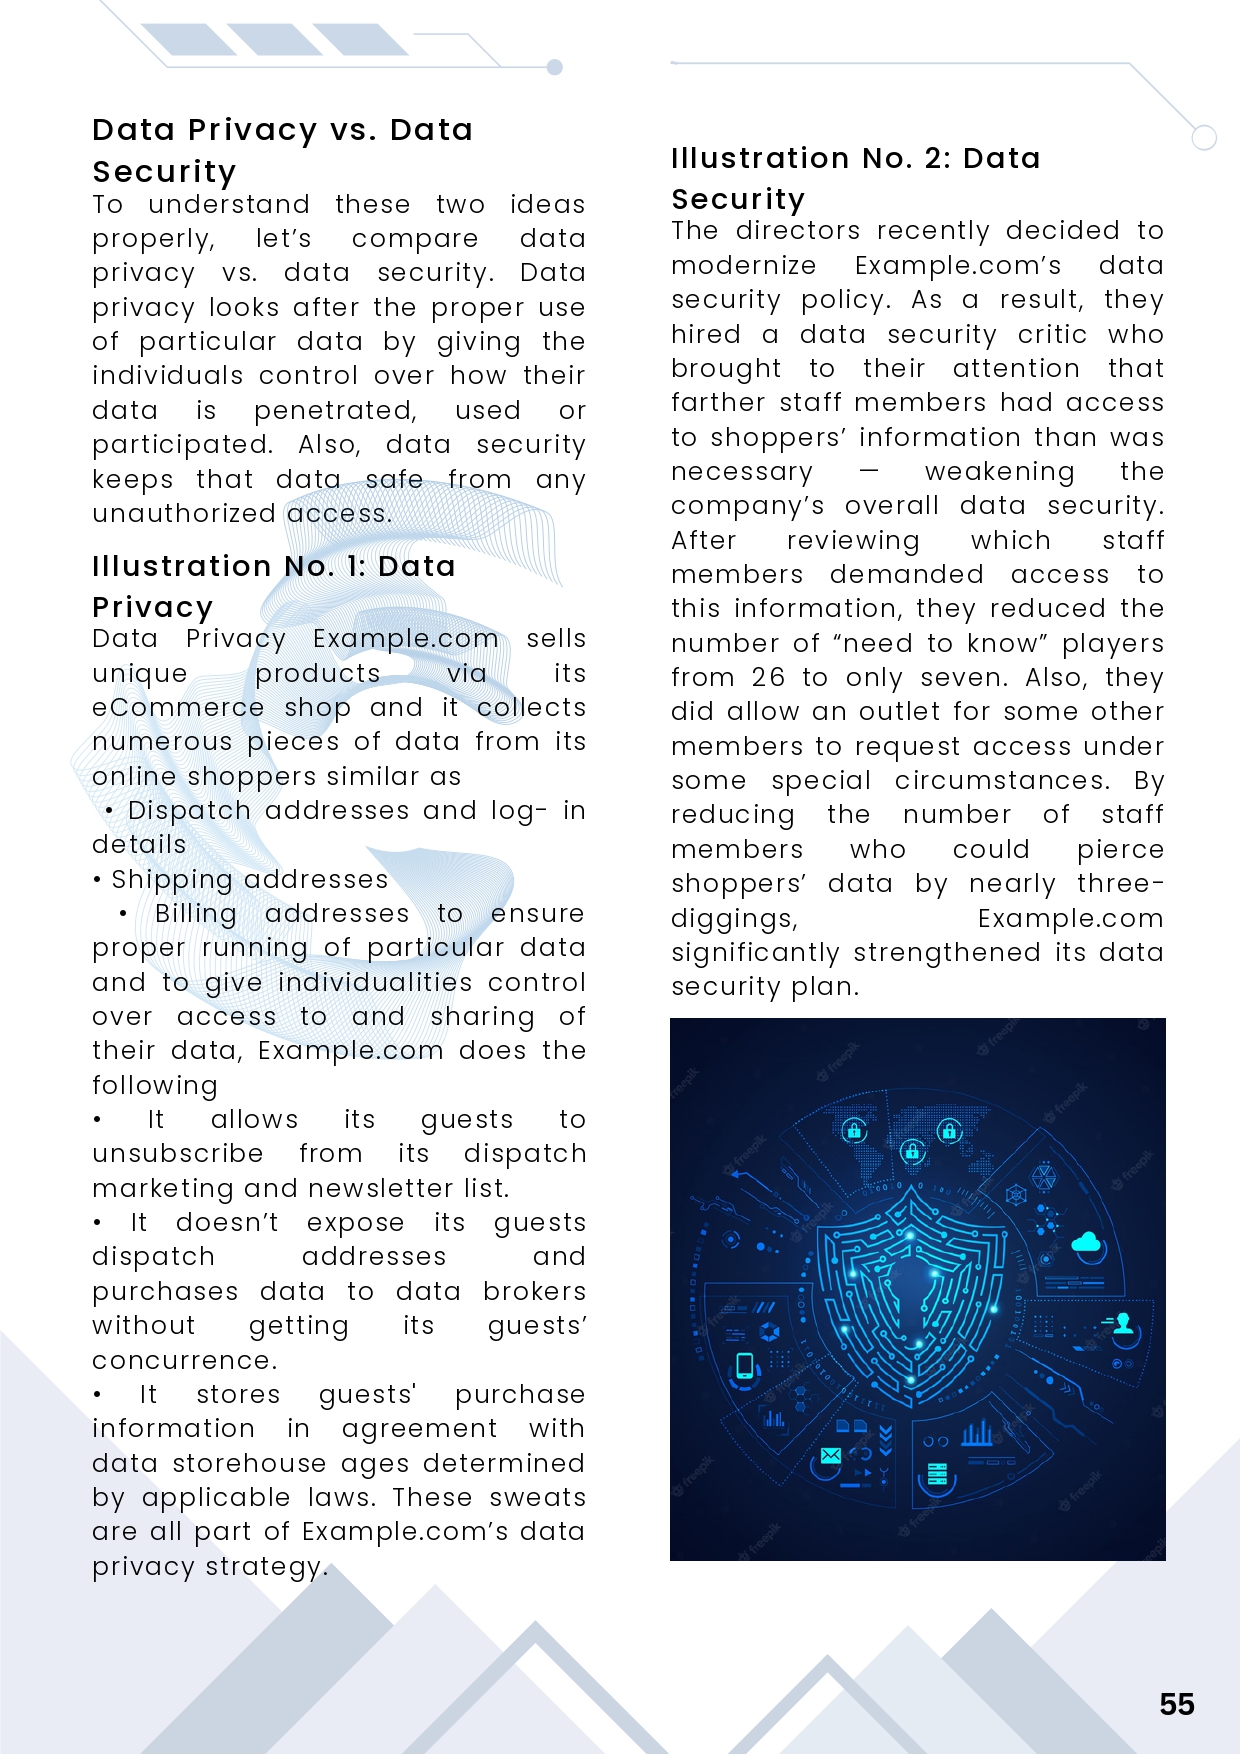 Data Privacy vs. Data
Security
To understand these two ideas
properly, let’s compare data
privacy vs. data security. Data
privacy looks after the proper use
of particular data by giving the
individuals control over how their
data is penetrated, used or
participated. Also, data security
keeps that data safe from any
unauthorized access.
Illustration No. 1: Data
Privacy
Data Privacy Example.com sells
unique products via its
eCommerce shop and it collects
numerous pieces of data from its
online shoppers similar as
• Dispatch addresses and log- in
details
• Shipping addresses
• Billing addresses to ensure
proper running of particular data
and to give individualities control
over access to and sharing of
their data, Example.com does the
following
• It allows its guests to
unsubscribe from its dispatch
marketing and newsletter list.
• It doesn’t expose its guests
dispatch addresses and
purchases data to data brokers
without getting its guests’
concurrence.
• It stores guests' purchase
information in agreement with
data storehouse ages determined
by applicable laws. These sweats
are all part of Example.com’s data
privacy strategy.
Illustration No. 2: Data
Security
The directors recently decided to
modernize Example.com’s data
security policy. As a result, they
hired a data security critic who
brought to their attention that
farther staff members had access
to shoppers’ information than was
necessary — weakening the
company’s overall data security.
After reviewing which staff
members demanded access to
this information, they reduced the
number of “need to know” players
from 26 to only seven. Also, they
did allow an outlet for some other
members to request access under
some special circumstances. By
reducing the number of staff
members who could pierce
shoppers’ data by nearly three-
diggings, Example.com
significantly strengthened its data
security plan.
freepik
freepik
freepik
freepik
freepik
freepik
freepik
freepik
freepik
freepik
freepik
55